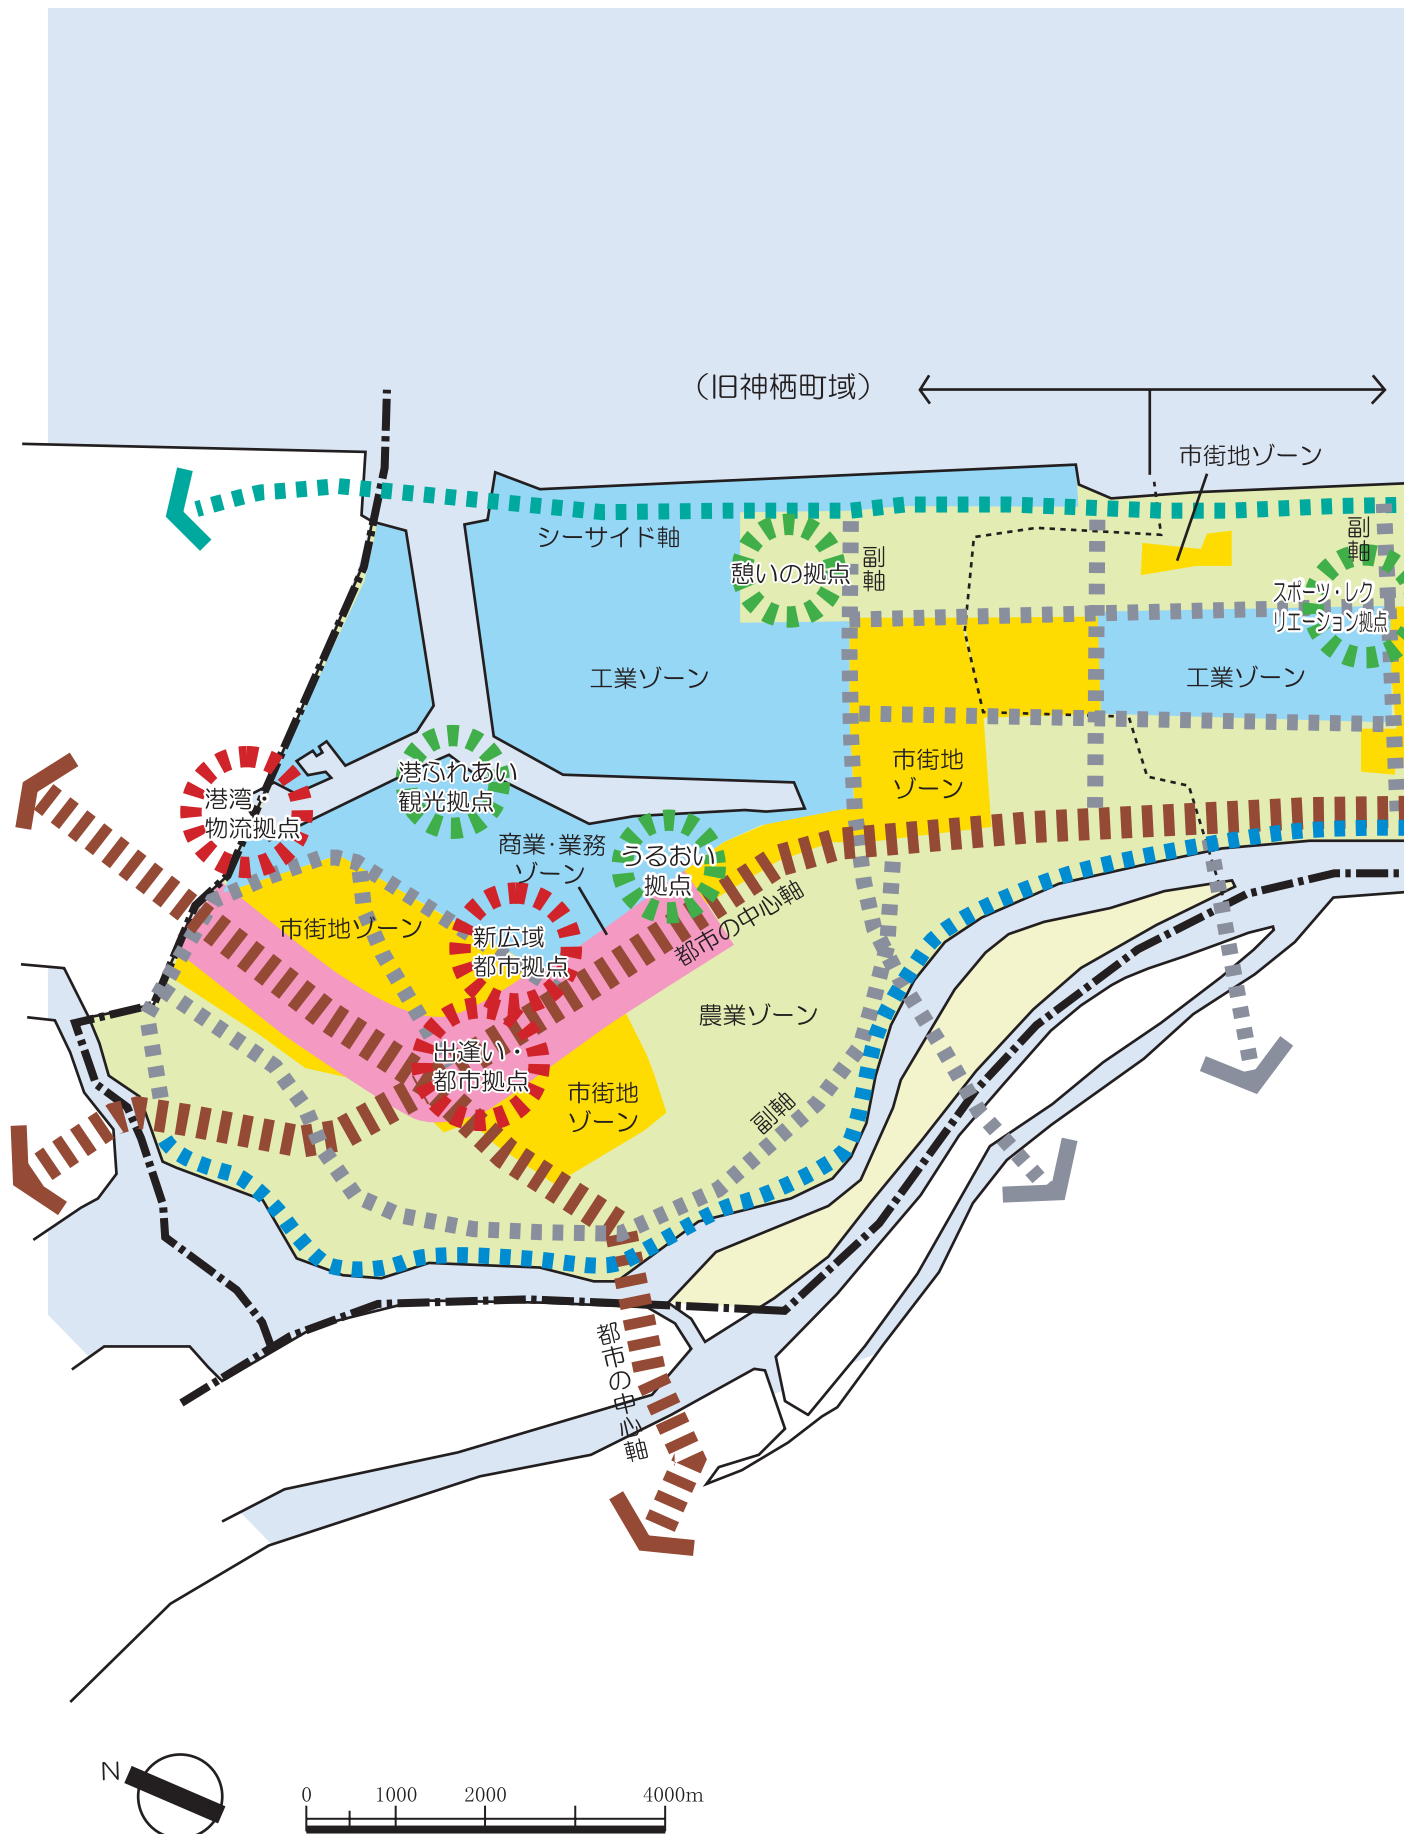 （旧神栖町域）
市街地ゾーン
シーサイド軸
副軸
副軸
憩いの拠点
スポーツ・レク
リエーション拠点
工業ゾーン
工業ゾーン
市街地
ゾーン
港ふれあい
観光拠点
港湾・
物流拠点
商業・業務
ゾーン
うるおい
拠点
市街地ゾーン
新広域
都市拠点
都市の中心軸
農業ゾーン
出逢い・
都市拠点
市街地
ゾーン
副軸
都市の中心軸
N
0 1000 2000 4000m